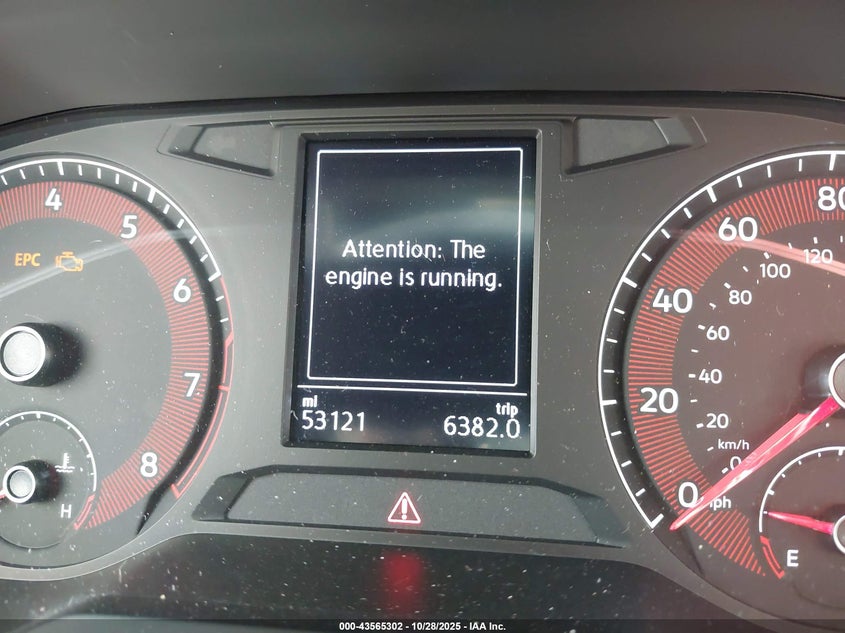 4
5
6
7
8
EPC
H
Attention: The
engine is running.
mi
trip
53121
6382.0
80
60
40
20
0
mph
120
100
80
60
40
20
0
km/h
E
000-43565302 - 10/28/2025 - IAA Inc.